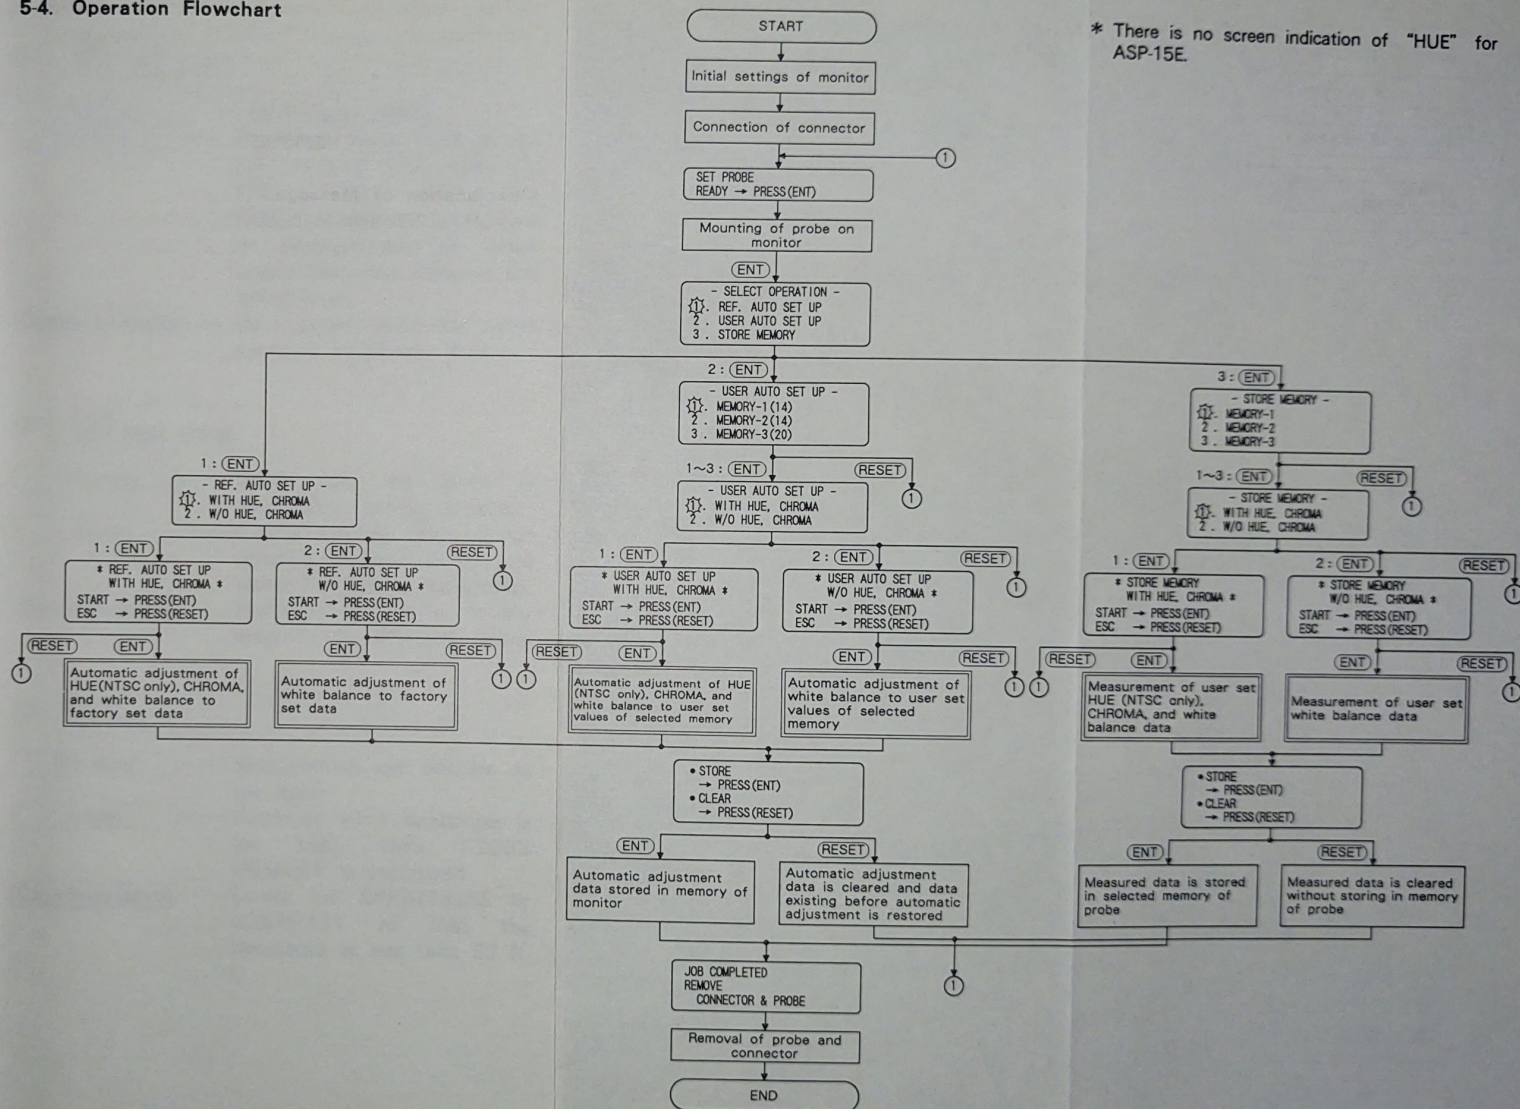 5-4. Operation Flowchart
START
* There is no screen indication of "HUE" for
ASP-15E.
Initial settings of monitor
Connection of connector
1
SET PROBE
READY → PRESS(ENT)
Mounting of probe on
monitor
ENT
- SELECT OPERATION -
1. REF. AUTO SET UP
2. USER AUTO SET UP
3. STORE MEMORY
2: ENT
- USER AUTO SET UP -
1. MEMORY-1(14)
2. MEMORY-2(14)
3. MEMORY-3(20)
3: ENT
- STORE MEMORY -
1. MEMORY-1
2. MEMORY-2
3. MEMORY-3
1: ENT
- REF. AUTO SET UP -
1. WITH HUE, CHROMA
2. W/O HUE, CHROMA
1~3: ENT
RESET
1
- USER AUTO SET UP -
1. WITH HUE, CHROMA
2. W/O HUE, CHROMA
1~3: ENT
RESET
1
- STORE MEMORY -
1. WITH HUE, CHROMA
2. W/O HUE, CHROMA
1: ENT
2: ENT
RESET
1
* REF. AUTO SET UP
WITH HUE, CHROMA *
START → PRESS(ENT)
ESC → PRESS(RESET)
* REF. AUTO SET UP
W/O HUE, CHROMA *
START → PRESS(ENT)
ESC → PRESS(RESET)
1: ENT
2: ENT
RESET
1
* USER AUTO SET UP
WITH HUE, CHROMA *
START → PRESS(ENT)
ESC → PRESS(RESET)
* USER AUTO SET UP
W/O HUE, CHROMA *
START → PRESS(ENT)
ESC → PRESS(RESET)
1: ENT
2: ENT
RESET
1
* STORE MEMORY
WITH HUE, CHROMA *
START → PRESS(ENT)
ESC → PRESS(RESET)
* STORE MEMORY
W/O HUE, CHROMA *
START → PRESS(ENT)
ESC → PRESS(RESET)
RESET
1
ENT
Automatic adjustment of
HUE(NTSC only), CHROMA,
and white balance to
factory set data
ENT
RESET
1
Automatic adjustment of
white balance to factory
set data
RESET
1
ENT
Automatic adjustment of HUE
(NTSC only), CHROMA, and
white balance to user set
values of selected memory
ENT
RESET
1
Automatic adjustment of
white balance to user set
values of selected
memory
RESET
1
ENT
Measurement of user set
HUE (NTSC only),
CHROMA, and white
balance data
ENT
RESET
1
Measurement of user set
white balance data
• STORE
→ PRESS(ENT)
• CLEAR
→ PRESS(RESET)
• STORE
→ PRESS(ENT)
• CLEAR
→ PRESS(RESET)
ENT
Automatic adjustment
data stored in memory of
monitor
RESET
Automatic adjustment
data is cleared and data
existing before automatic
adjustment is restored
ENT
Measured data is stored
in selected memory of
probe
RESET
Measured data is cleared
without storing in memory
of probe
JOB COMPLETED
REMOVE
CONNECTOR & PROBE
1
Removal of probe and
connector
END